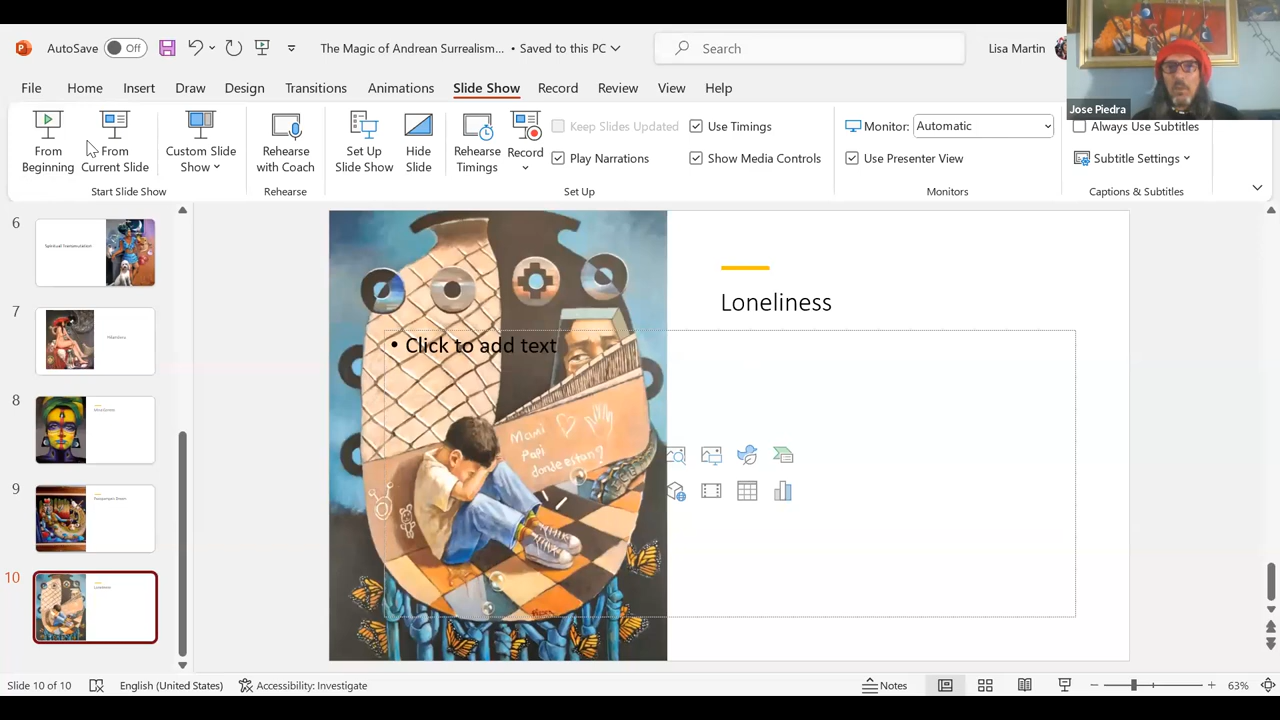 AutoSave Off The Magic of Andrean Surrealism... • Saved to this PC Search Lisa Martin
Jose Piedra
File Home Insert Draw Design Transitions Animations Slide Show Record Review View Help
From Beginning
From Current Slide
Custom Slide Show
Rehearse with Coach
Set Up Slide Show
Hide Slide
Rehearse Timings
Record
Keep Slides Updated
Play Narrations
Use Timings
Show Media Controls
Monitor: Automatic
Use Presenter View
Always Use Subtitles
Subtitle Settings
Start Slide Show Rehearse Set Up Monitors Captions & Subtitles
6
Spiritual Transmutation
7
8
9
10
Loneliness
• Click to add text
Mami
Papi
donde estan?
Slide 10 of 10 English (United States) Accessibility: Investigate Notes 63%